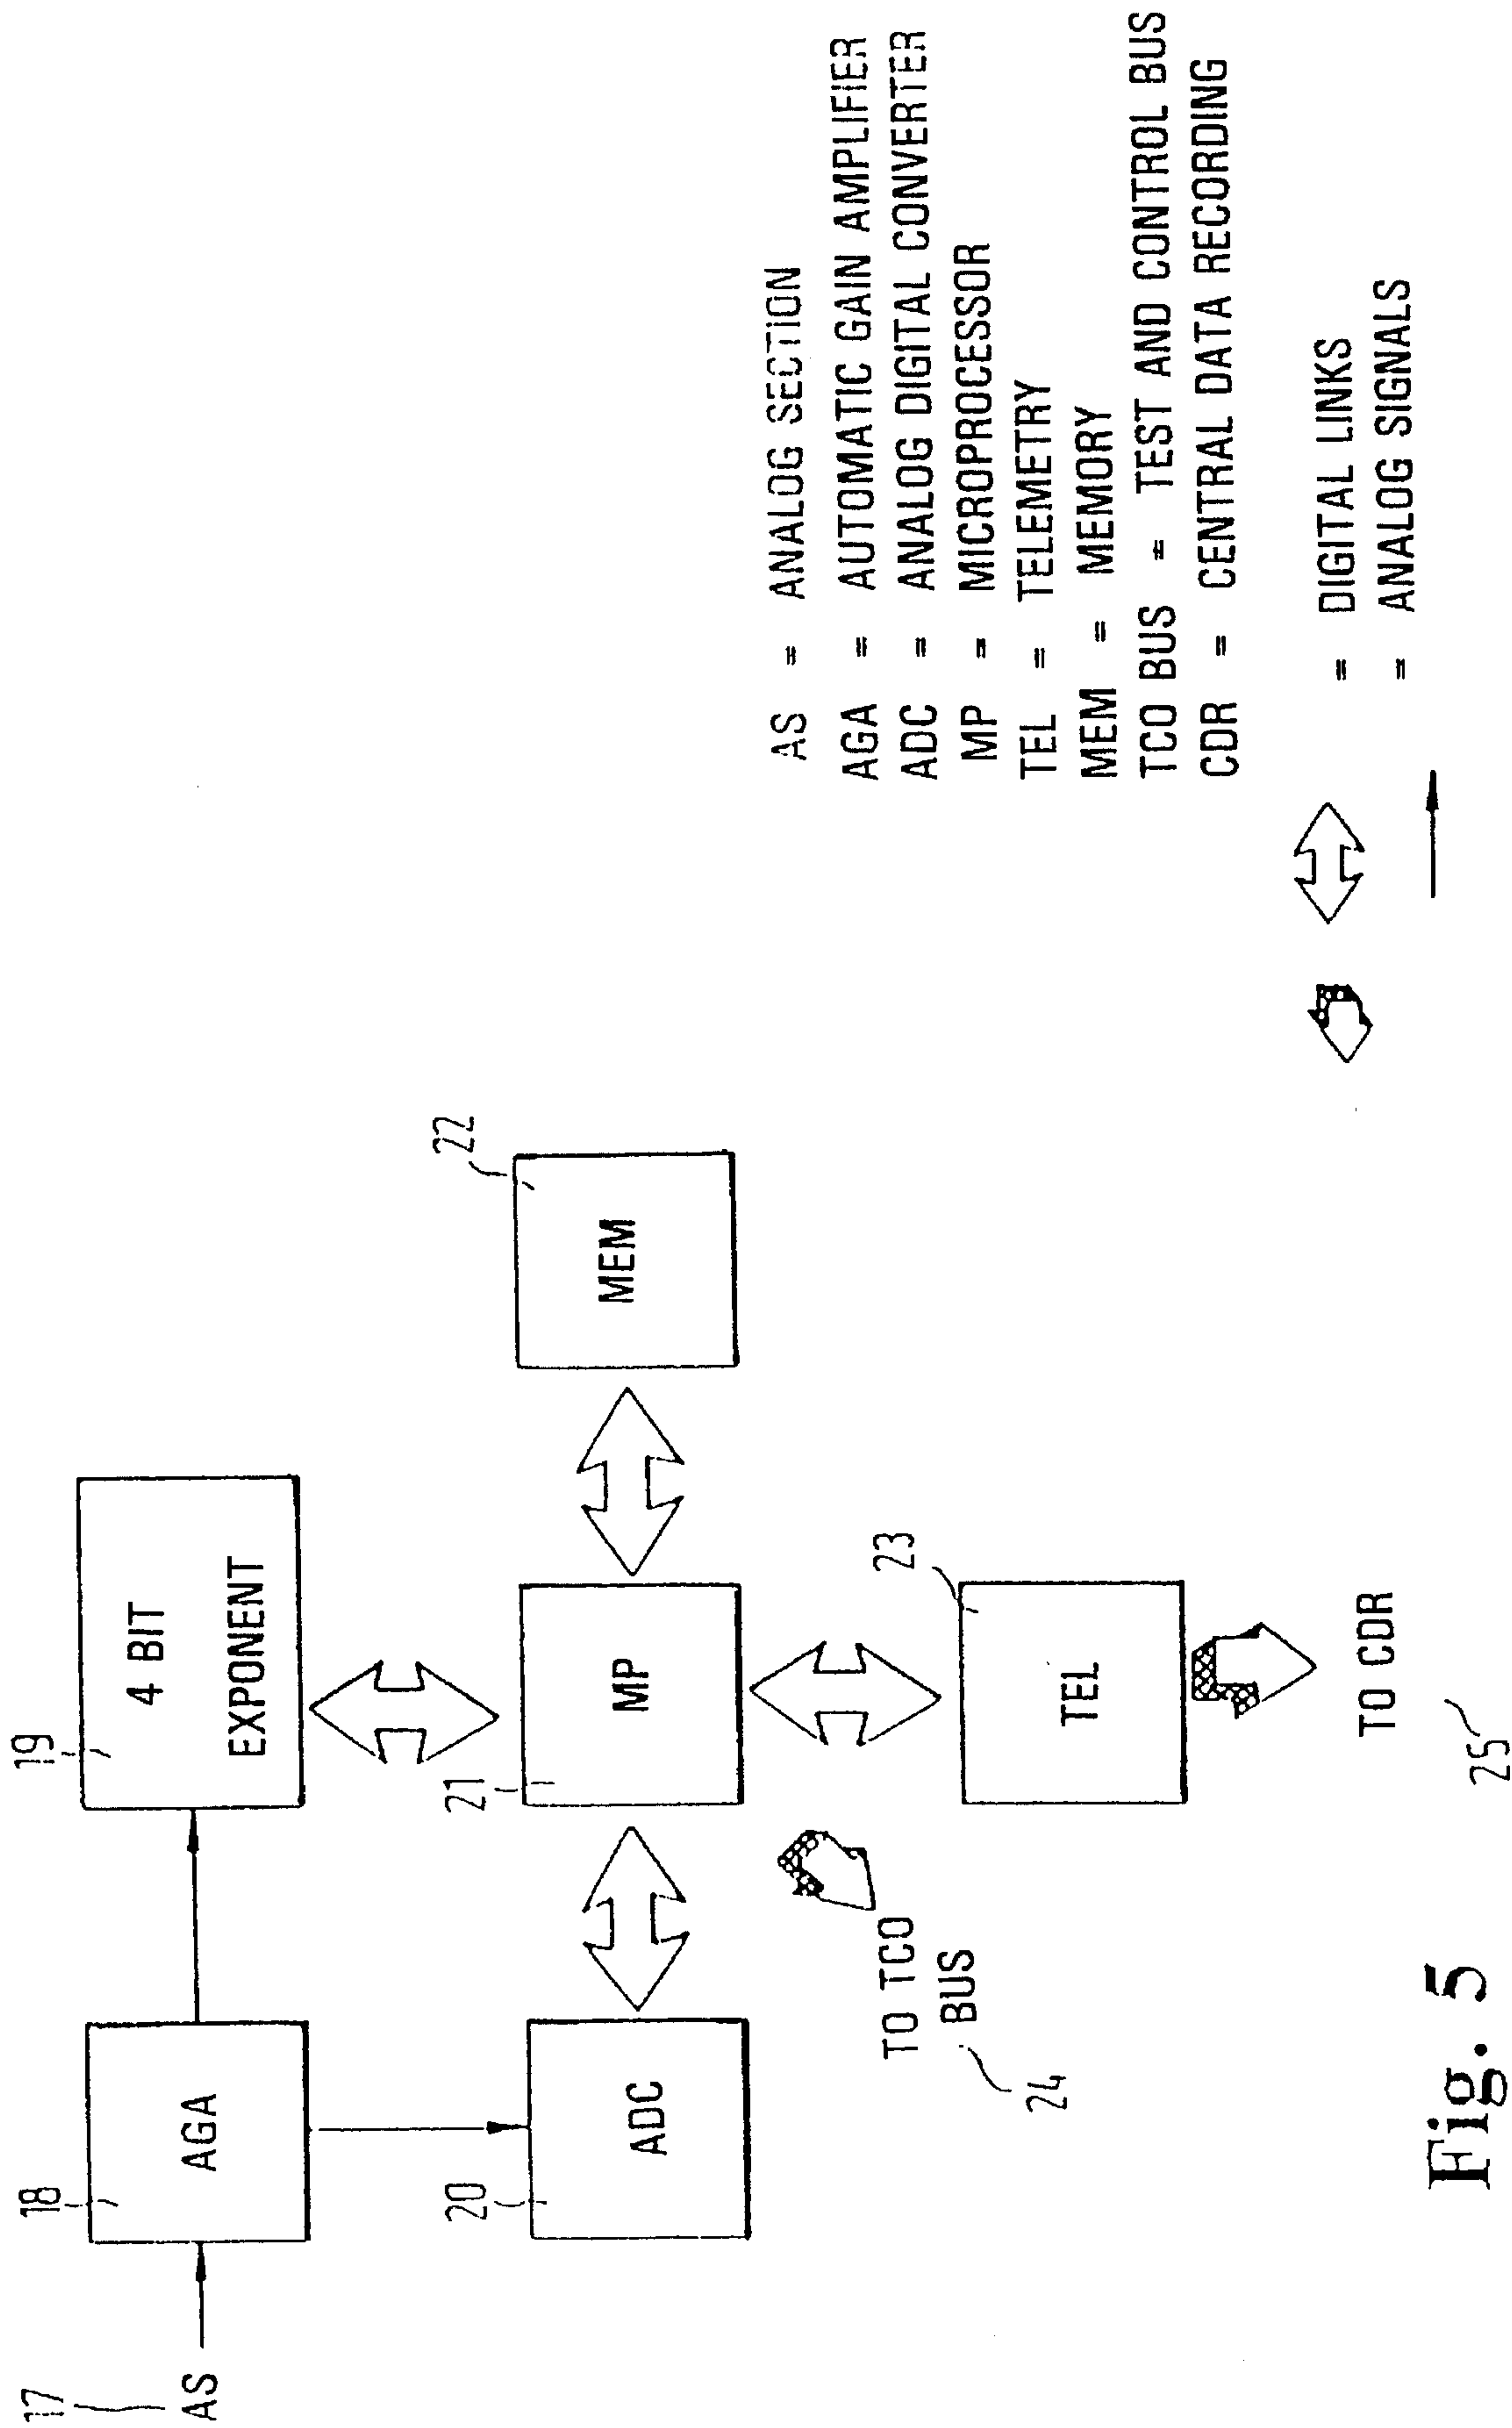 17
AS
18
AGA
19
4 BIT
EXPONENT
20
ADC
21
MP
22
MEM
24
TO TCO
BUS
23
TEL
25
TO CDR
AS = ANALOG SECTION
AGA = AUTOMATIC GAIN AMPLIFIER
ADC = ANALOG DIGITAL CONVERTER
MP = MICROPROCESSOR
TEL = TELEMETRY
MEM = MEMORY
TCO BUS = TEST AND CONTROL BUS
CDR = CENTRAL DATA RECORDING
= DIGITAL LINKS
= ANALOG SIGNALS
Fig. 5